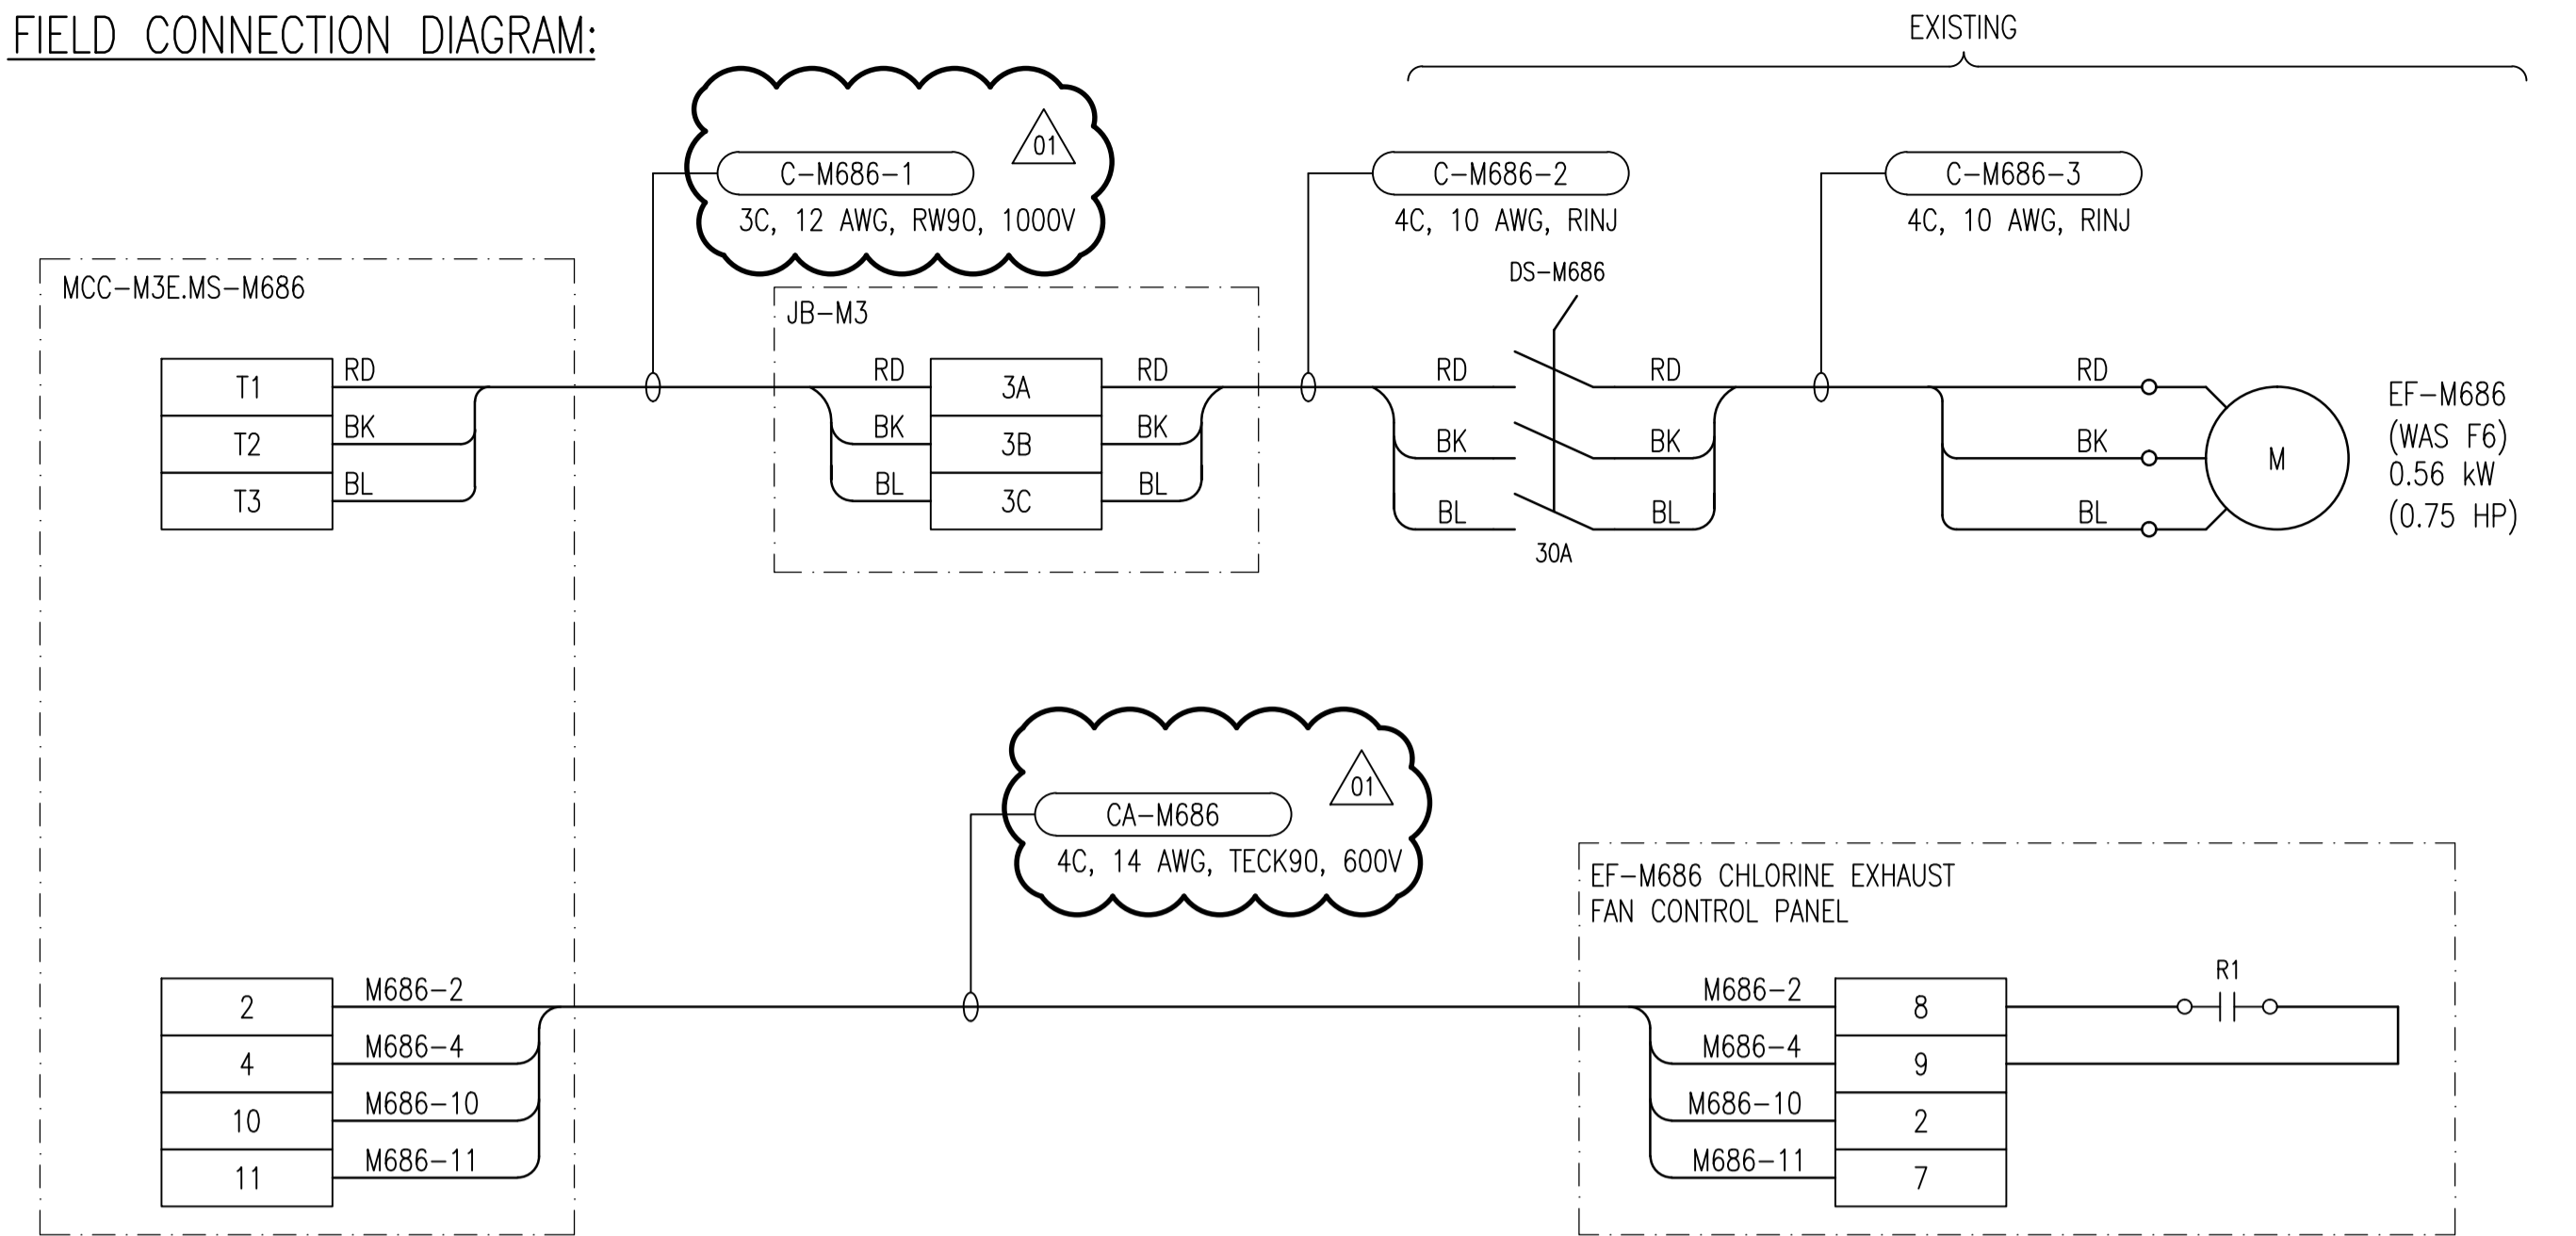 FIELD CONNECTION DIAGRAM:
EXISTING
01
C-M686-1
3C, 12 AWG, RW90, 1000V
C-M686-2
4C, 10 AWG, RINJ
C-M686-3
4C, 10 AWG, RINJ
DS-M686
MCC-M3E.MS-M686
JB-M3
T1
RD
T2
BK
T3
BL
RD
3A
RD
BK
3B
BK
BL
3C
BL
RD
RD
BK
BK
BL
BL
30A
RD
BK
BL
M
EF-M686
(WAS F6)
0.56 kW
(0.75 HP)
01
CA-M686
4C, 14 AWG, TECK90, 600V
EF-M686 CHLORINE EXHAUST
FAN CONTROL PANEL
2
M686-2
4
M686-4
10
M686-10
11
M686-11
M686-2
8
R1
M686-4
9
M686-10
2
M686-11
7